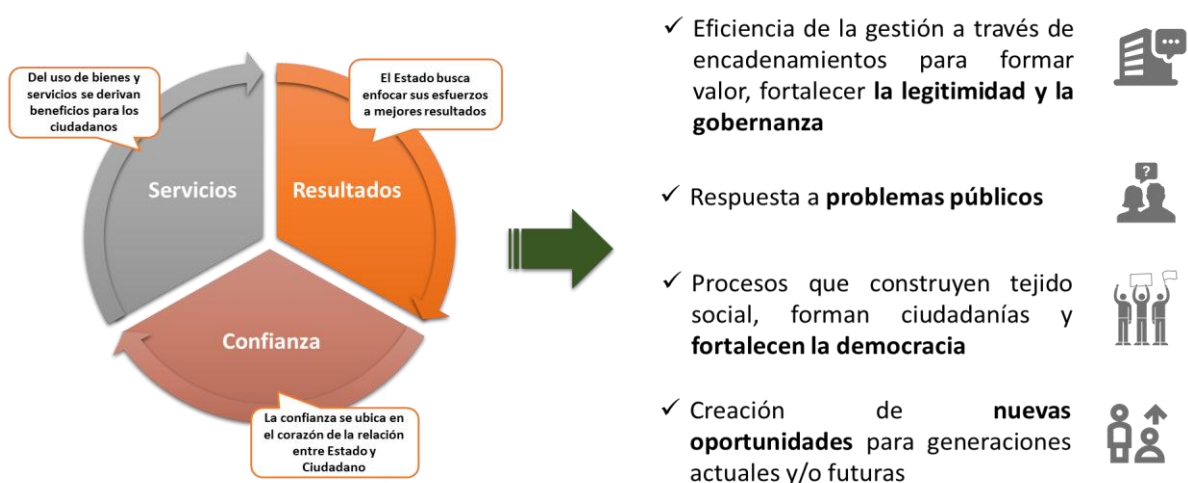 Del uso de bienes y
servicios se derivan
beneficios para los
ciudadanos
El Estado busca
enfocar sus esfuerzos
a mejores resultados
Servicios
Resultados
Confianza
La confianza se ubica en
el corazón de la relación
entre Estado y
Ciudadano
✓ Eficiencia de la gestión a través de
encadenamientos para formar
valor, fortalecer la legitimidad y la
gobernanza
✓ Respuesta a problemas públicos
?
✓ Procesos que construyen tejido
social, forman ciudadanías y
fortalecen la democracia
✓ Creación de nuevas
oportunidades para generaciones
actuales y/o futuras